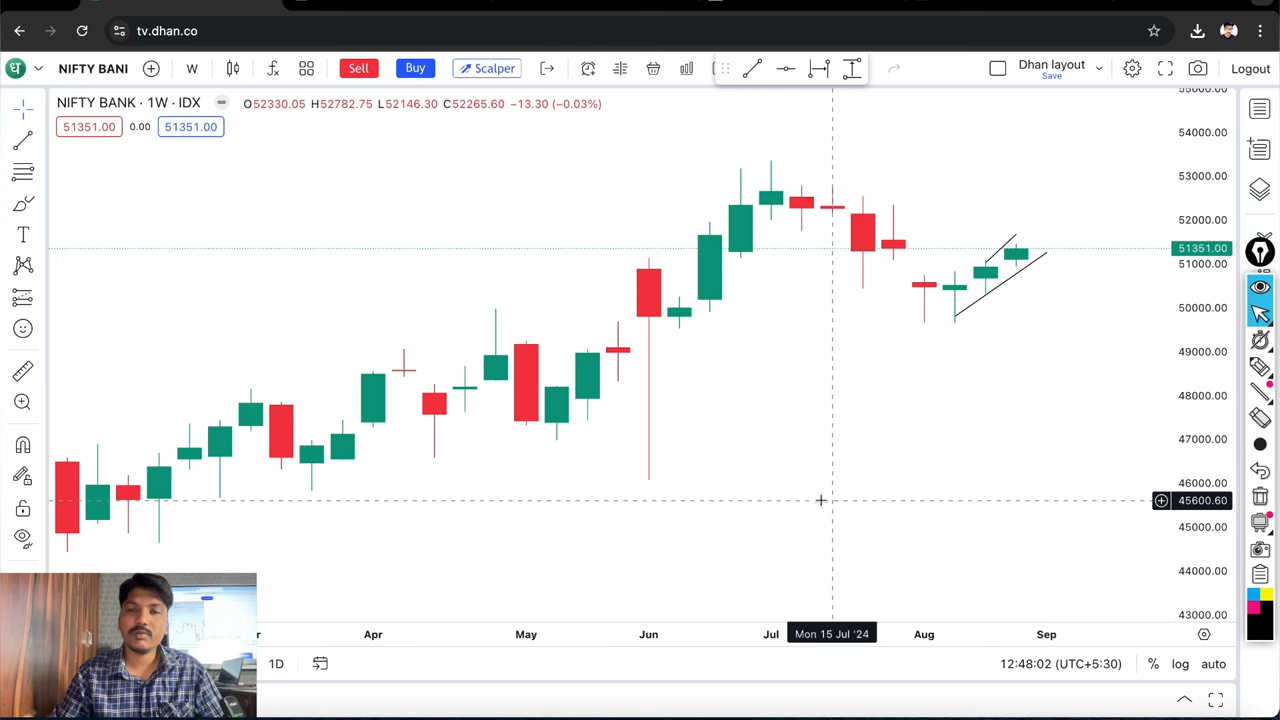 tv.dhan.co
NIFTY BANI
W
Sell
Buy
Scalper
Dhan layout
Save
Logout
NIFTY BANK · 1W · IDX
O52330.05 H52782.75 L52146.30 C52265.60 −13.30 (−0.03%)
51351.00
0.00
51351.00
55000.00
54000.00
53000.00
52000.00
51351.00
51000.00
50000.00
49000.00
48000.00
47000.00
46000.00
45600.60
45000.00
44000.00
43000.00
r
Apr
May
Jun
Jul
Mon 15 Jul '24
Aug
Sep
1D
12:48:02 (UTC+5:30)
%
log
auto